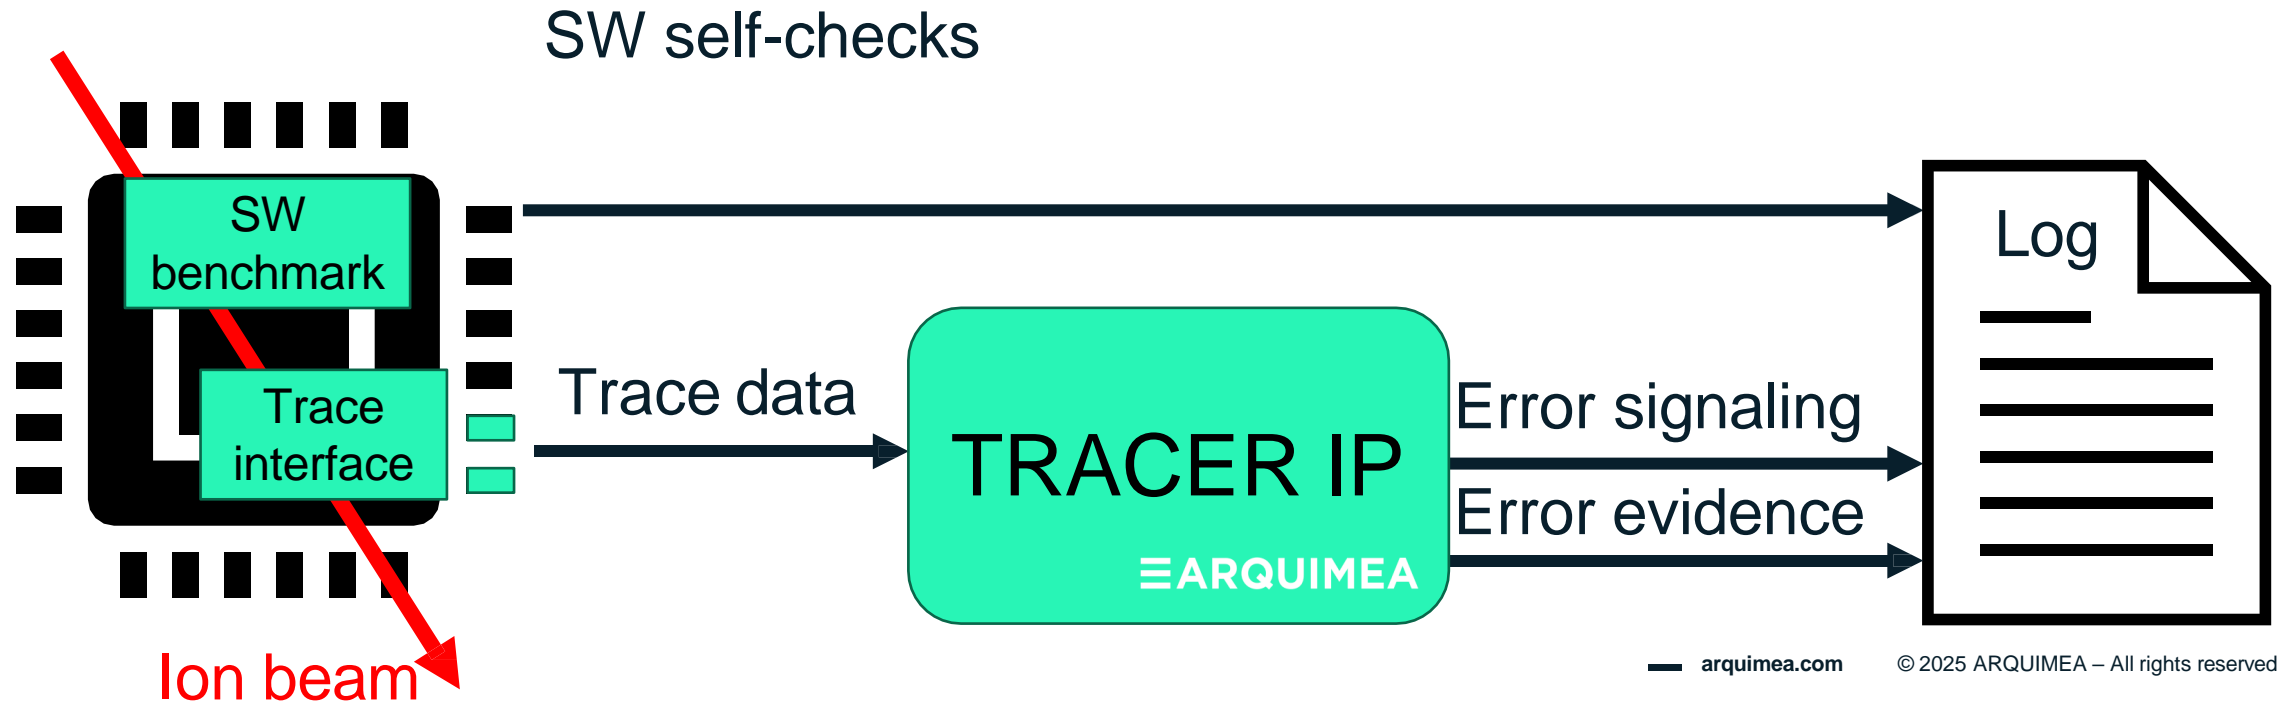 SW self-checks
SW
benchmark
Trace
interface
Ion beam
Trace data
TRACER IP
ARQUIMEA
Error signaling
Error evidence
Log
arquimea.com
© 2025 ARQUIMEA – All rights reserved